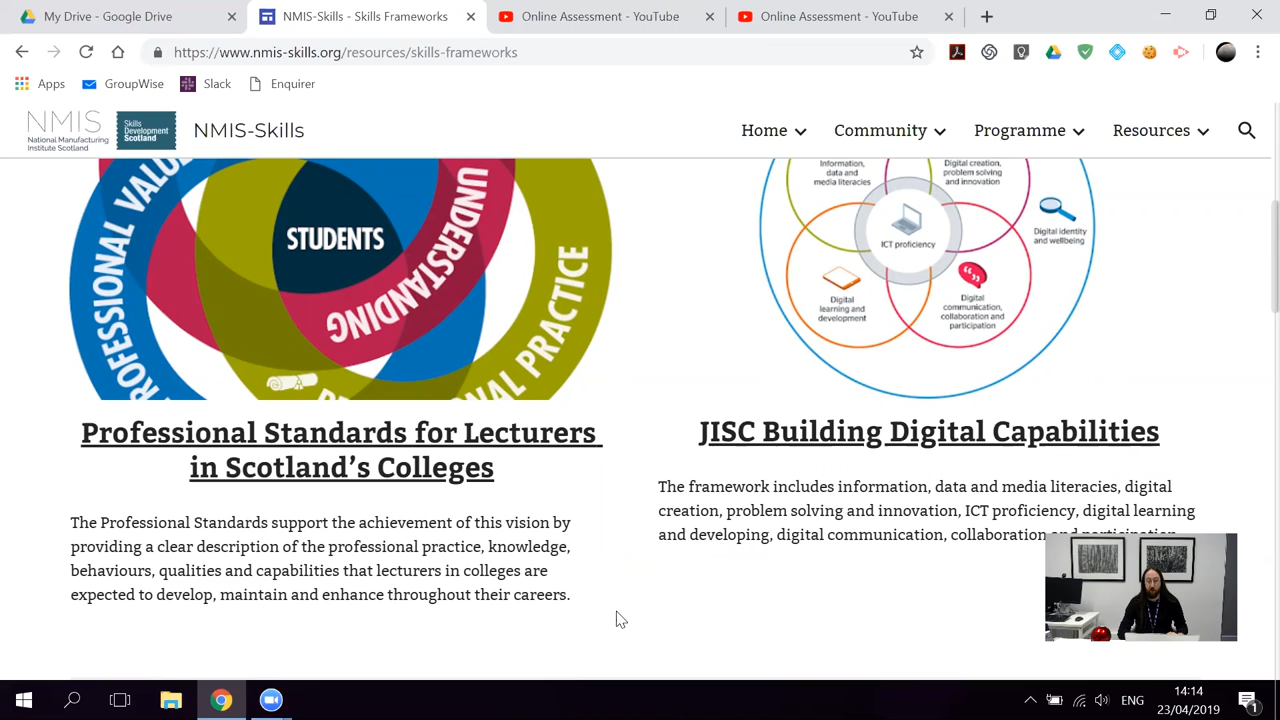 My Drive - Google Drive
NMIS-Skills - Skills Frameworks
Online Assessment - YouTube
Online Assessment - YouTube
https://www.nmis-skills.org/resources/skills-frameworks
Apps
GroupWise
Slack
Enquirer
NMIS
National Manufacturing
Institute Scotland
Skills
Development
Scotland
NMIS-Skills
Home
Community
Programme
Resources
STUDENTS
UNDERSTANDING
Information,
data and
media literacies
Digital creation,
problem solving
and innovation
ICT proficiency
Digital identity
and wellbeing
Digital
learning and
development
Digital
communication,
collaboration and
participation
Professional Standards for Lecturers
in Scotland’s Colleges
JISC Building Digital Capabilities
The Professional Standards support the achievement of this vision by
providing a clear description of the professional practice, knowledge,
behaviours, qualities and capabilities that lecturers in colleges are
expected to develop, maintain and enhance throughout their careers.
The framework includes information, data and media literacies, digital
creation, problem solving and innovation, ICT proficiency, digital learning
and developing, digital communication, collaboration and participation.
ENG
14:14
23/04/2019
1